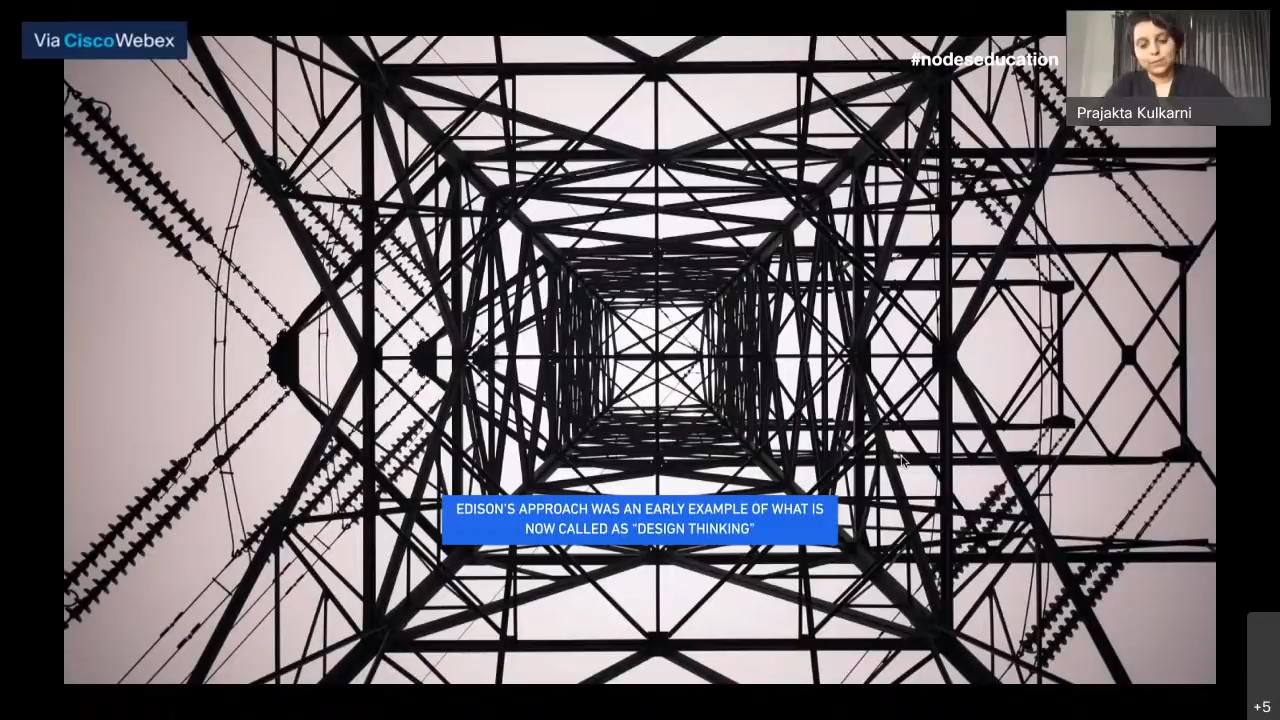 Via CiscoWebex
#nodeseducation
Prajakta Kulkarni
EDISON'S APPROACH WAS AN EARLY EXAMPLE OF WHAT IS
NOW CALLED AS “DESIGN THINKING”
+5